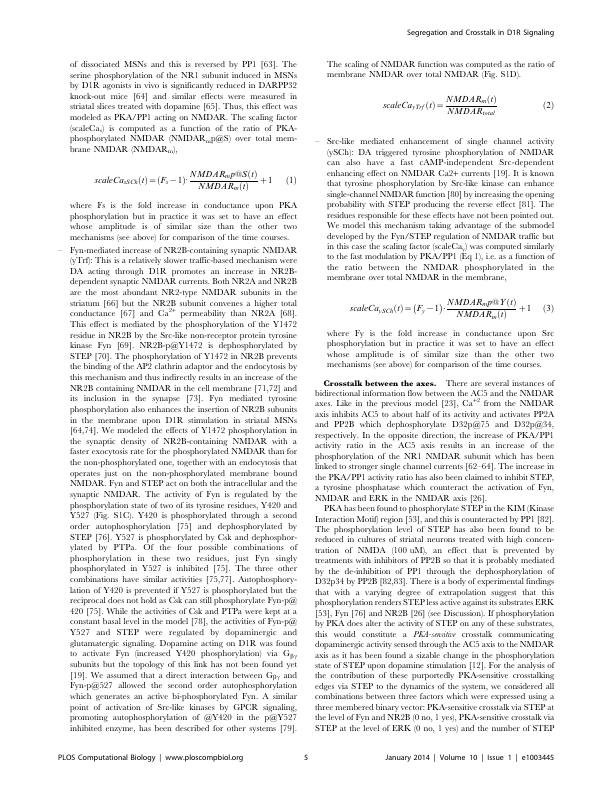 Segregation and Crosstalk in D1R Signaling
of dissociated MSNs and this is reversed by PP1 [63]. The
serine phosphorylation of the NR1 subunit induced in MSNs
by D1R agonists in vivo is significantly reduced in DARPP32
knock-out mice [64] and similar effects were measured in
striatal slices treated with dopamine [65]. Thus, this effect was
modeled as PKA/PP1 acting on NMDAR. The scaling factor
(scaleCaₛ) is computed as a function of the ratio of PKA-
phosphorylated NMDAR (NMDARₘp@S) over total mem-
brane NMDAR (NMDARₘ),
scaleCaₛSCh(t)=(Fₛ−1)·NMDARₘp@S(t)/NMDARₘ(t)+1 (1)
where Fs is the fold increase in conductance upon PKA
phosphorylation but in practice it was set to have an effect
whose amplitude is of similar size than the other two
mechanisms (see above) for comparison of the time courses.
– Fyn-mediated increase of NR2B-containing synaptic NMDAR
(yTrf): This is a relatively slower traffic-based mechanism were
DA acting through D1R promotes an increase in NR2B-
dependent synaptic NMDAR currents. Both NR2A and NR2B
are the most abundant NR2-type NMDAR subunits in the
striatum [66] but the NR2B subunit convenes a higher total
conductance [67] and Ca²⁺ permeability than NR2A [68].
This effect is mediated by the phosphorylation of the Y1472
residue in NR2B by the Src-like non-receptor protein tyrosine
kinase Fyn [69]. NR2B-p@Y1472 is dephosphorylated by
STEP [70]. The phosphorylation of Y1472 in NR2B prevents
the binding of the AP2 clathrin adaptor and the endocytosis by
this mechanism and thus indirectly results in an increase of the
NR2B containing NMDAR in the cell membrane [71,72] and
its inclusion in the synapse [73]. Fyn mediated tyrosine
phosphorylation also enhances the insertion of NR2B subunits
in the membrane upon D1R stimulation in striatal MSNs
[64,74]. We modeled the effects of Y1472 phosphorylation in
the synaptic density of NR2B-containing NMDAR with a
faster exocytosis rate for the phosphorylated NMDAR than for
the non-phosphorylated one, together with an endocytosis that
operates just on the non-phosphorylated membrane bound
NMDAR. Fyn and STEP act on both the intracellular and the
synaptic NMDAR. The activity of Fyn is regulated by the
phosphorylation state of two of its tyrosine residues, Y420 and
Y527 (Fig. S1C). Y420 is phosphorylated through a second
order autophosphorylation [75] and dephosphorylated by
STEP [76]. Y527 is phosphorylated by Csk and dephosphor-
ylated by PTPa. Of the four possible combinations of
phosphorylation in these two residues, just Fyn singly
phosphorylated in Y527 is inhibited [75]. The three other
combinations have similar activities [75,77]. Autophosphory-
lation of Y420 is prevented if Y527 is phosphorylated but the
reciprocal does not hold as Csk can still phosphorylate Fyn-p@
420 [75]. While the activities of Csk and PTPa were kept at a
constant basal level in the model [78], the activities of Fyn-p@
Y527 and STEP were regulated by dopaminergic and
glutamatergic signaling. Dopamine acting on D1R was found
to activate Fyn (increased Y420 phosphorylation) via Gβγ
subunits but the topology of this link has not been found yet
[19]. We assumed that a direct interaction between Gβγ and
Fyn-p@527 allowed the second order autophosphorylation
which generates an active bi-phosphorylated Fyn. A similar
point of activation of Src-like kinases by GPCR signaling,
promoting autophosphorylation of @Y420 in the p@Y527
inhibited enzyme, has been described for other systems [79].
The scaling of NMDAR function was computed as the ratio of
membrane NMDAR over total NMDAR (Fig. S1D).
scaleCayTrf(t)=NMDARₘ(t)/NMDARtotal (2)
– Src-like mediated enhancement of single channel activity
(ySCh): DA triggered tyrosine phosphorylation of NMDAR
can also have a fast cAMP-independent Src-dependent
enhancing effect on NMDAR Ca2+ currents [19]. It is known
that tyrosine phosphorylation by Src-like kinase can enhance
single-channel NMDAR function [80] by increasing the opening
probability with STEP producing the reverse effect [81]. The
residues responsible for these effects have not been pointed out.
We model this mechanism taking advantage of the submodel
developed by the Fyn/STEP regulation of NMDAR traffic but
in this case the scaling factor (scaleCaᵧ) was computed similarly
to the fast modulation by PKA/PP1 (Eq 1), i.e. as a function of
the ratio between the NMDAR phosphorylated in the
membrane over total NMDAR in the membrane,
scaleCaySCh(t)=(Fy−1)·NMDARₘp@Y(t)/NMDARₘ(t)+1 (3)
where Fy is the fold increase in conductance upon Src
phosphorylation but in practice it was set to have an effect
whose amplitude is of similar size than the other two
mechanisms (see above) for comparison of the time courses.
Crosstalk between the axes. There are several instances of
bidirectional information flow between the AC5 and the NMDAR
axes. Like in the previous model [23], Ca⁺² from the NMDAR
axis inhibits AC5 to about half of its activity and activates PP2A
and PP2B which dephosphorylate D32p@75 and D32p@34,
respectively. In the opposite direction, the increase of PKA/PP1
activity ratio in the AC5 axis results in an increase of the
phosphorylation of the NR1 NMDAR subunit which has been
linked to stronger single channel currents [62–64]. The increase in
the PKA/PP1 activity ratio has also been claimed to inhibit STEP,
a tyrosine phosphatase which counteract the activation of Fyn,
NMDAR and ERK in the NMDAR axis [26].
PKA has been found to phosphorylate STEP in the KIM (Kinase
Interaction Motif) region [53], and this is counteracted by PP1 [82].
The phosphorylation level of STEP has also been found to be
reduced in cultures of striatal neurons treated with high concen-
tration of NMDA (100 uM), an effect that is prevented by
treatments with inhibitors of PP2B so that it is probably mediated
by the de-inhibition of PP1 through the dephosphorylation of
D32p34 by PP2B [82,83]. There is a body of experimental findings
that with a varying degree of extrapolation suggest that this
phosphorylation renders STEP less active against its substrates ERK
[53], Fyn [76] and NR2B [26] (see Discussion). If phosphorylation
by PKA does alter the activity of STEP on any of these substrates,
this would constitute a PKA-sensitive crosstalk communicating
dopaminergic activity sensed through the AC5 axis to the NMDAR
axis as it has been found a sizable change in the phosphorylation
state of STEP upon dopamine stimulation [12]. For the analysis of
the contribution of these purportedly PKA-sensitive crosstalking
edges via STEP to the dynamics of the system, we considered all
combinations between three factors which were expressed using a
three membered binary vector: PKA-sensitive crosstalk via STEP at
the level of Fyn and NR2B (0 no, 1 yes), PKA-sensitive crosstalk via
STEP at the level of ERK (0 no, 1 yes) and the number of STEP
PLOS Computational Biology | www.ploscompbiol.org 5 January 2014 | Volume 10 | Issue 1 | e1003445